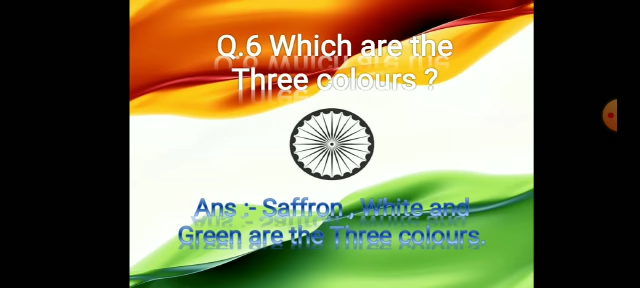 Q.6 Which are the
Three colours ?
Ans :- Saffron , White and
Green are the Three colours.